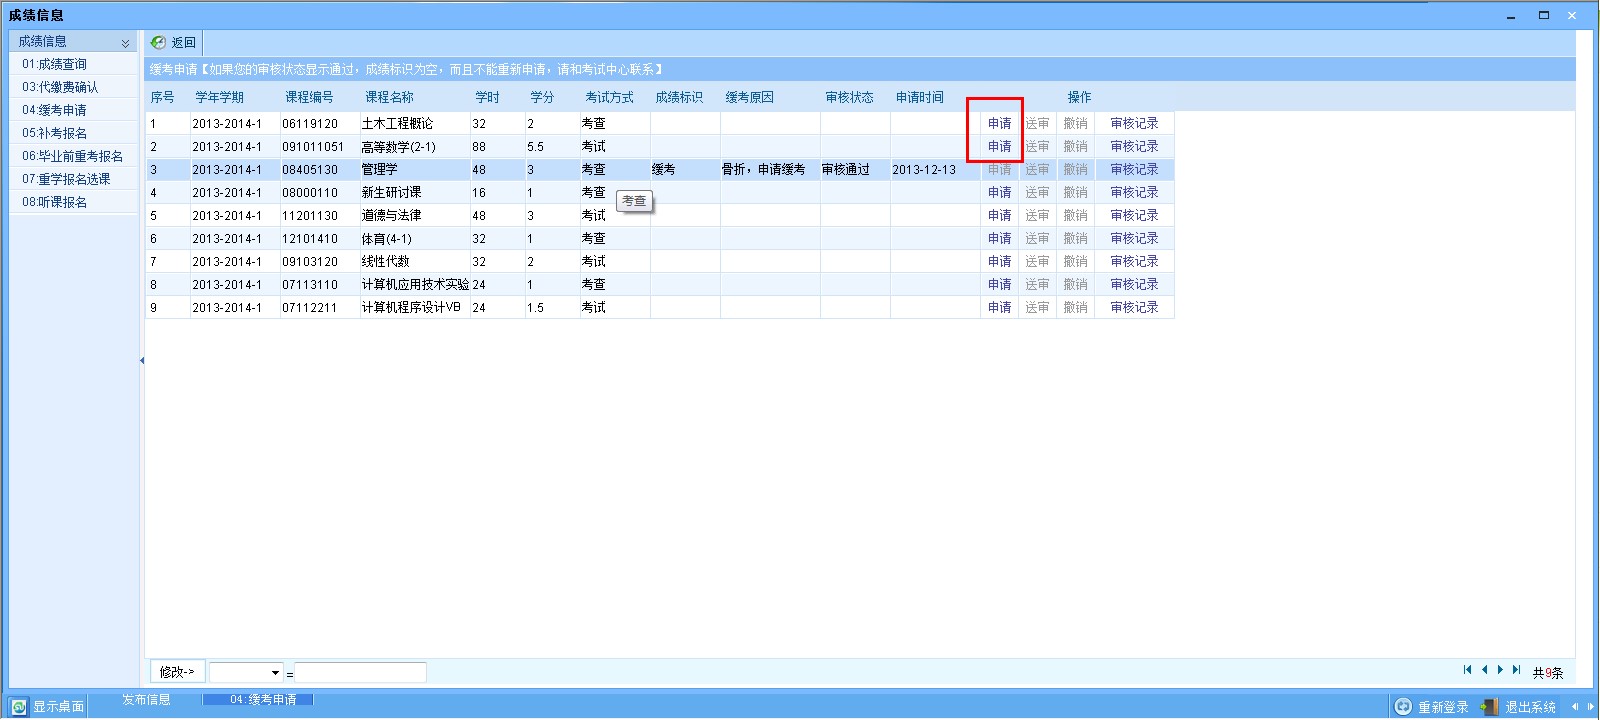 成绩信息
成绩信息
01:成绩查询
03:代缴费确认
04:缓考申请
05:补考报名
06:毕业前重考报名
07:重学报名选课
08:听课报名
返回
缓考申请【如果您的审核状态显示通过，成绩标识为空，而且不能重新申请，请和考试中心联系】
序号 学年学期 课程编号 课程名称 学时 学分 考试方式 成绩标识 缓考原因 审核状态 申请时间 操作
1 2013-2014-1 06119120 土木工程概论 32 2 考查 申请 送审 撤销 审核记录
2 2013-2014-1 091011051 高等数学(2-1) 88 5.5 考试 申请 送审 撤销 审核记录
3 2013-2014-1 08405130 管理学 48 3 考查 缓考 骨折，申请缓考 审核通过 2013-12-13 申请 送审 撤销 审核记录
4 2013-2014-1 08000110 新生研讨课 16 1 考查 申请 送审 撤销 审核记录
考查
5 2013-2014-1 11201130 道德与法律 48 3 考试 申请 送审 撤销 审核记录
6 2013-2014-1 12101410 体育(4-1) 32 1 考查 申请 送审 撤销 审核记录
7 2013-2014-1 09103120 线性代数 32 2 考试 申请 送审 撤销 审核记录
8 2013-2014-1 07113110 计算机应用技术实验 24 1 考查 申请 送审 撤销 审核记录
9 2013-2014-1 07112211 计算机程序设计VB 24 1.5 考试 申请 送审 撤销 审核记录
修改-> = 共9条
显示桌面 发布信息 04:缓考申请 重新登录 退出系统